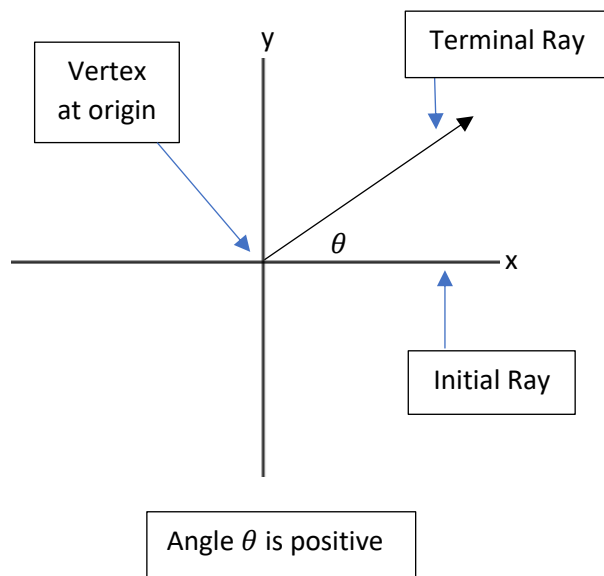 y
Terminal Ray
Vertex
at origin
θ
x
Initial Ray
Angle θ is positive